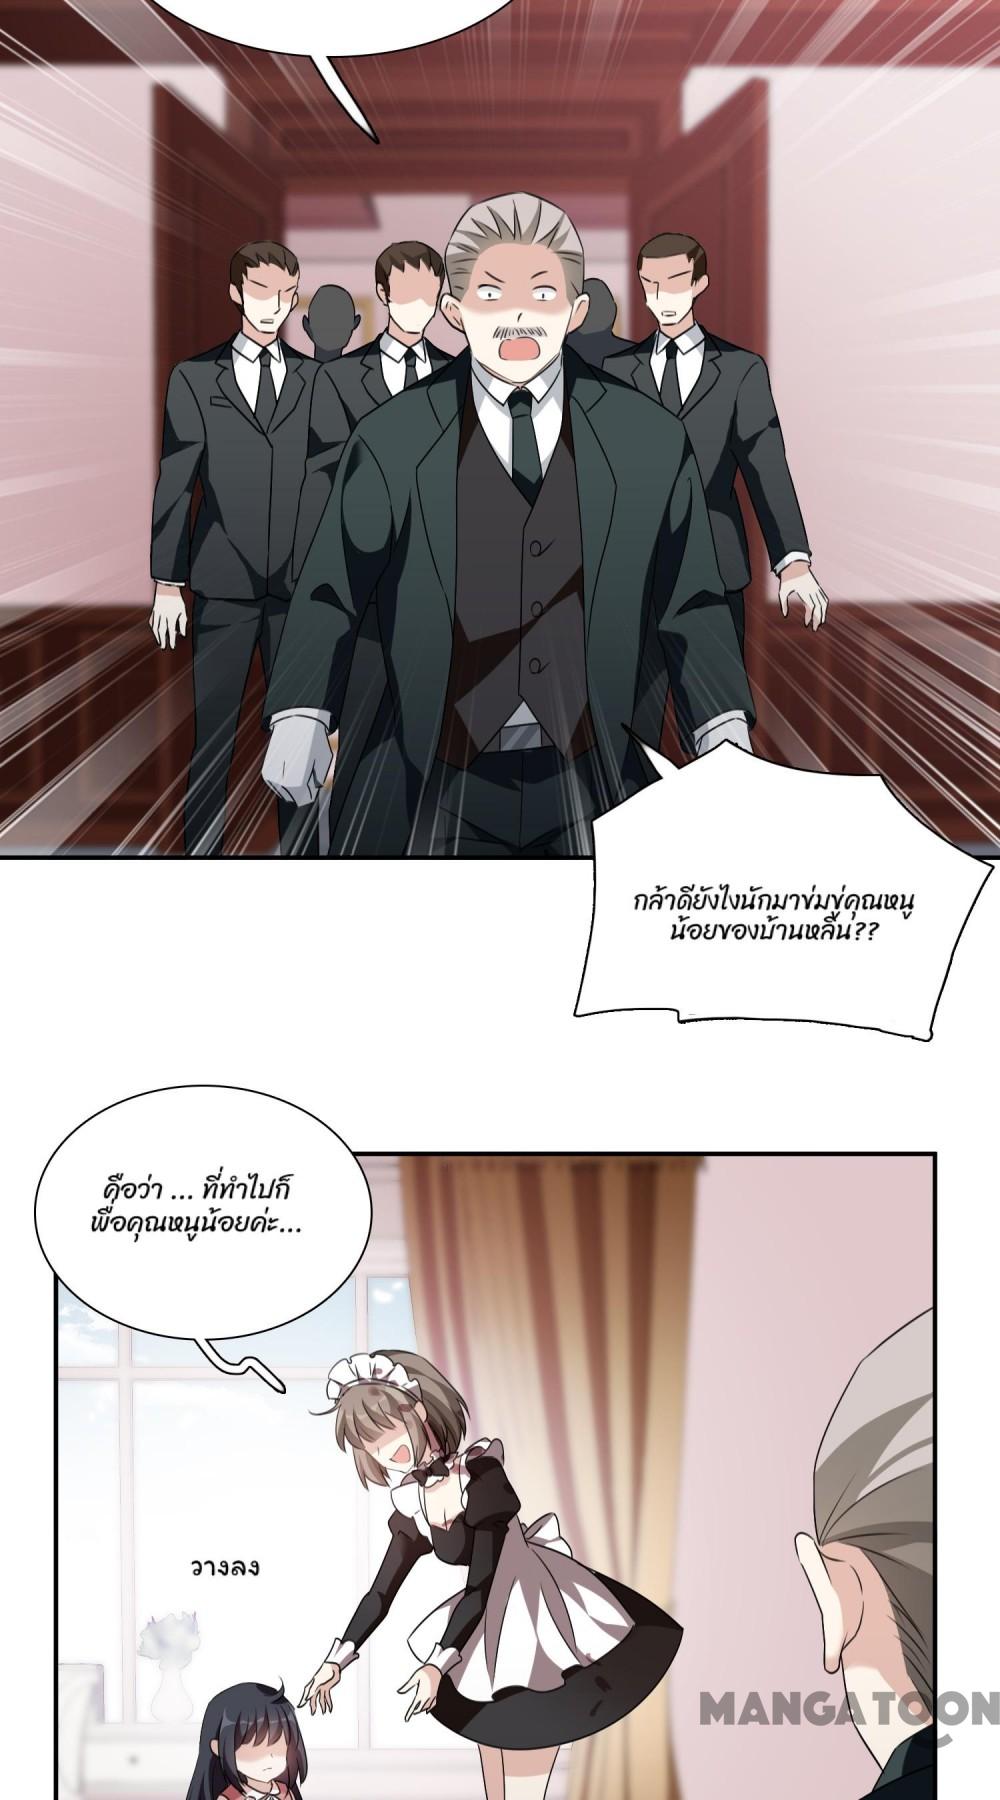 กล้าดียังไงนักมาข่มขู่คุณหนู
น้อยของบ้านหลิน??
คือว่า ... ที่ทำไปก็
พื่อคุณหนูน้อยค่ะ...
วางลง
MANGATOON